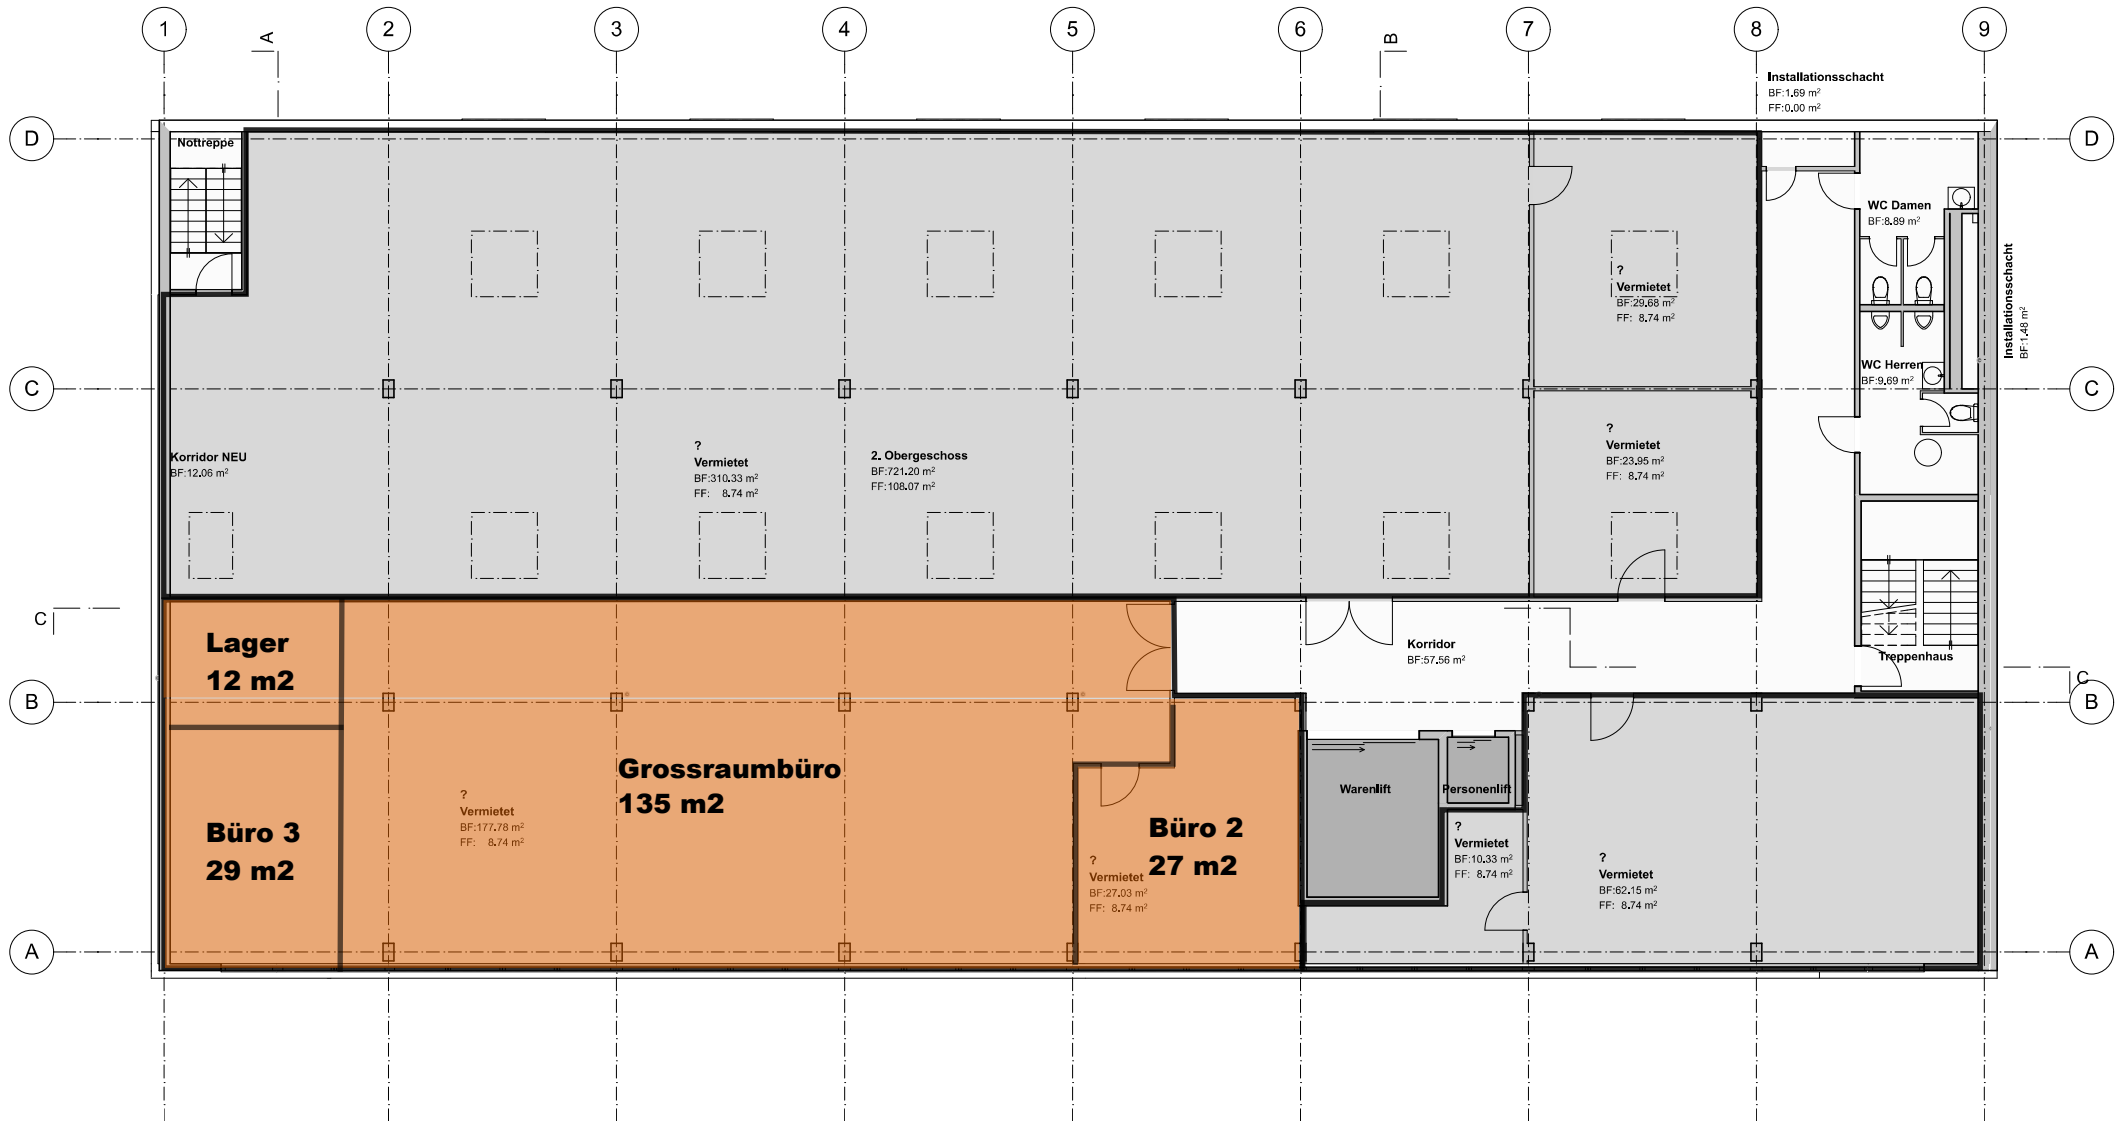 1 2 3 4 5 6 7 8 9
A B
Installationsschacht
BF:1.69 m²
FF:0.00 m²
D D
Nottreppe
WC Damen
BF:8.89 m²
Installationsschacht
BF:1.48 m²
?
Vermietet
BF:29.68 m²
FF: 8.74 m²
WC Herren
BF:9.69 m²
C C
Korridor NEU
BF:12.06 m²
?
Vermietet
BF:310.33 m²
FF: 8.74 m²
2. Obergeschoss
BF:721.20 m²
FF:108.07 m²
?
Vermietet
BF:23.95 m²
FF: 8.74 m²
C
Lager
12 m2
Korridor
BF:57.56 m²
Treppenhaus
C
B B
Grossraumbüro
135 m2
?
Vermietet
BF:177.78 m²
FF: 8.74 m²
Büro 3
29 m2
Büro 2
27 m2
?
Vermietet
BF:27.03 m²
FF: 8.74 m²
Warenlift
Personenlift
?
Vermietet
BF:10.33 m²
FF: 8.74 m²
?
Vermietet
BF:62.15 m²
FF: 8.74 m²
A A